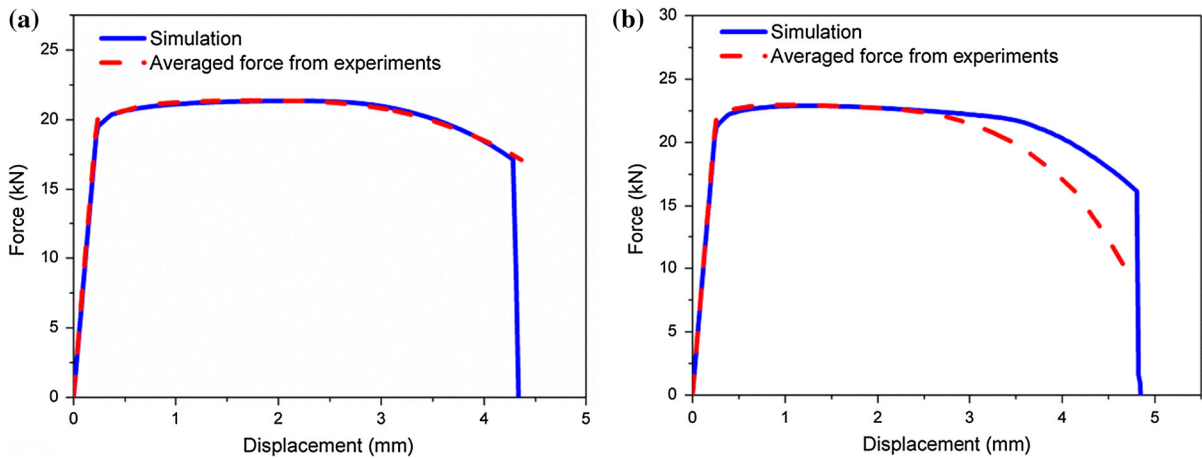 (a)
Simulation
Averaged force from experiments
25
20
15
10
5
0
Force (kN)
0 1 2 3 4 5
Displacement (mm)
(b)
Simulation
Averaged force from experiments
30
25
20
15
10
5
0
Force (kN)
0 1 2 3 4 5
Displacement (mm)